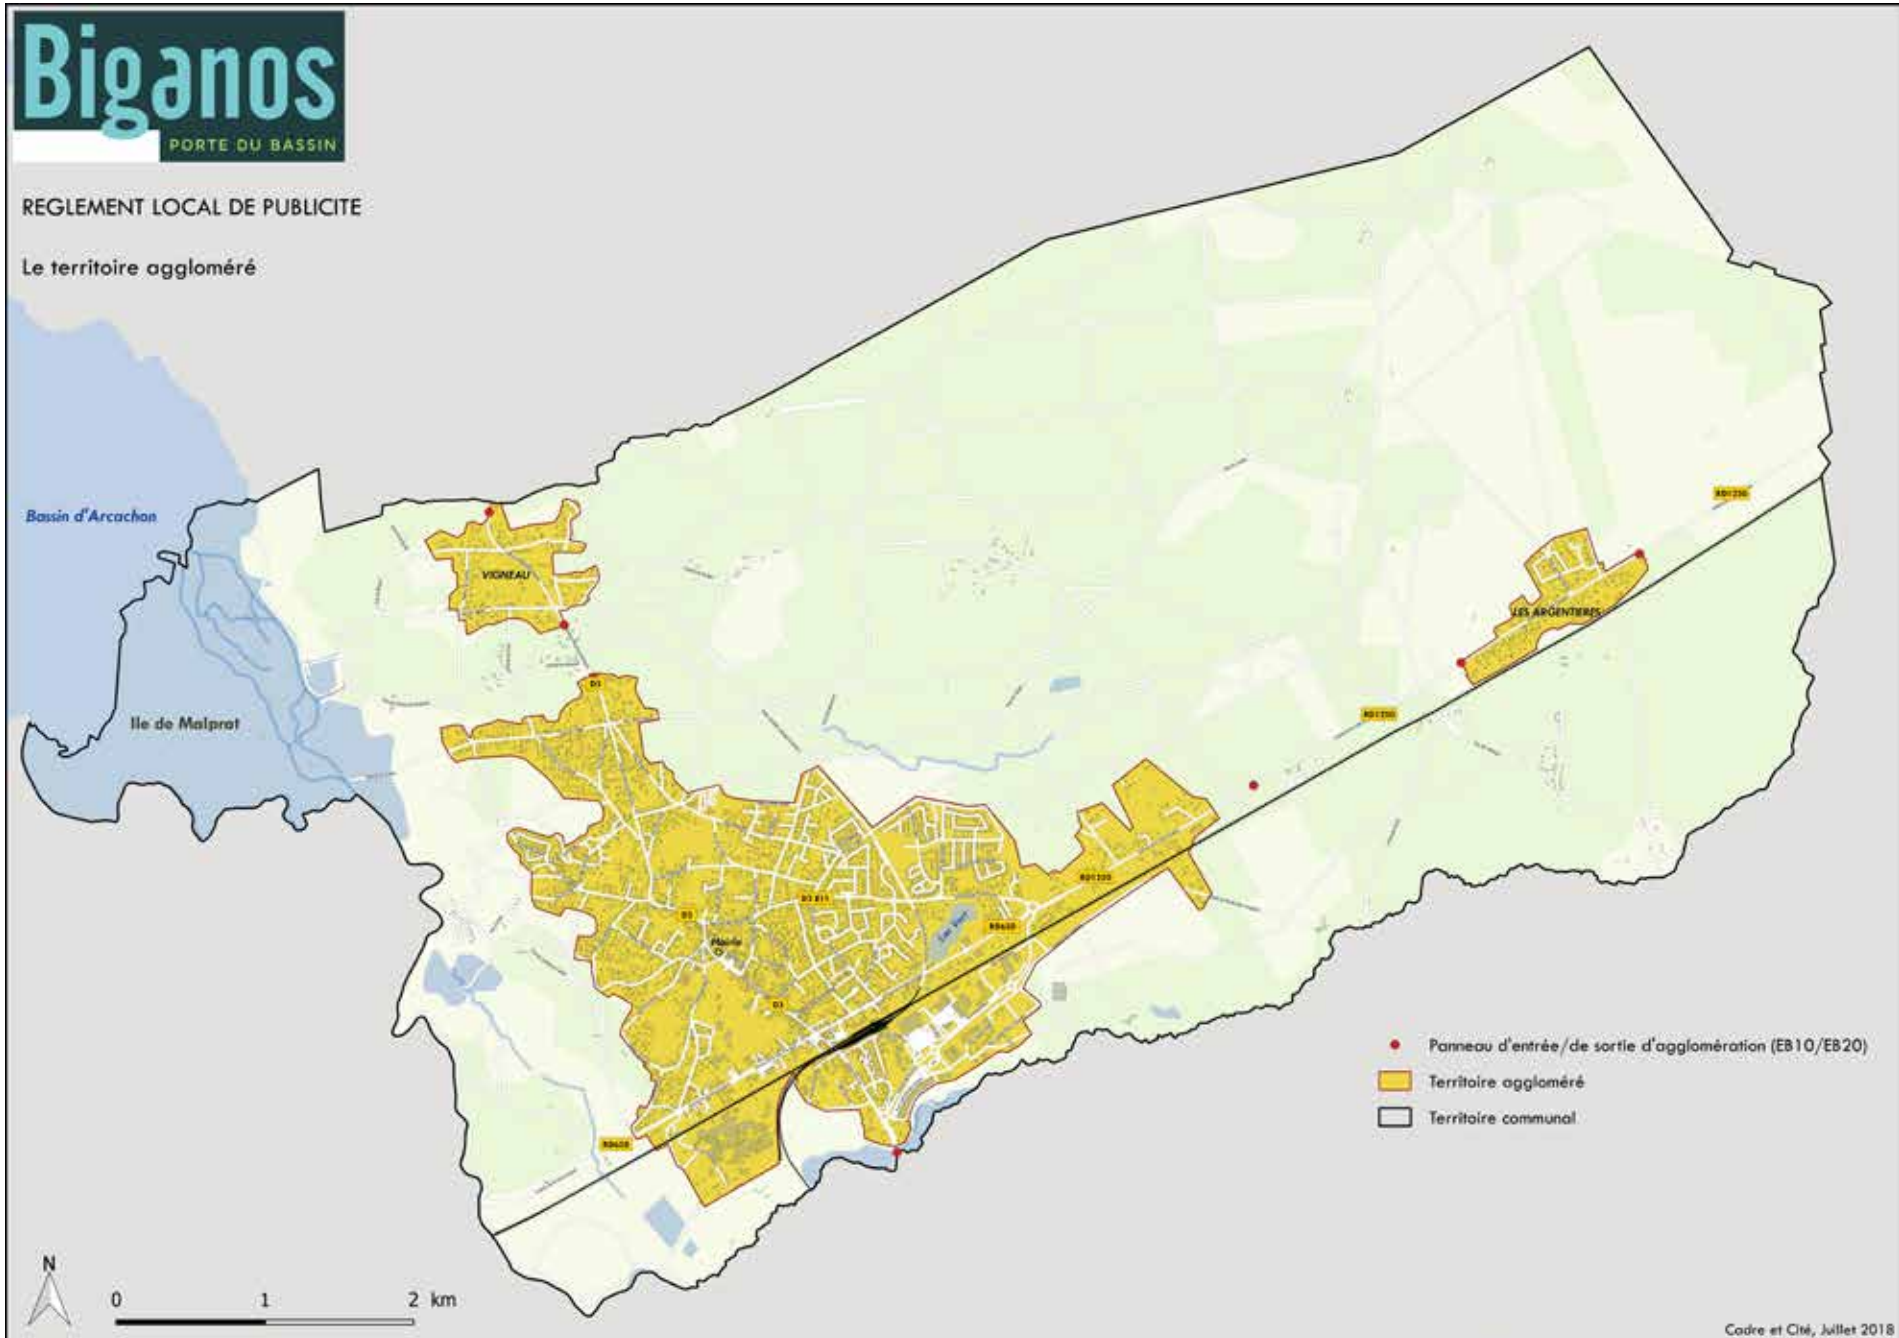 Biganos
PORTE DU BASSIN
REGLEMENT LOCAL DE PUBLICITE
Le territoire aggloméré
Bassin d'Arcachon
Ile de Malprat
VIGNEAU
RD1250
LES ARGENTIERES
D3
RD1250
RD1250
D3 E11
D3
RD650
Lac Vert
Mairie
D3
RD650
Panneau d'entrée/de sortie d'agglomération (EB10/EB20)
Territoire aggloméré
Territoire communal
N
0 1 2 km
Cadre et Cité, Juillet 2018